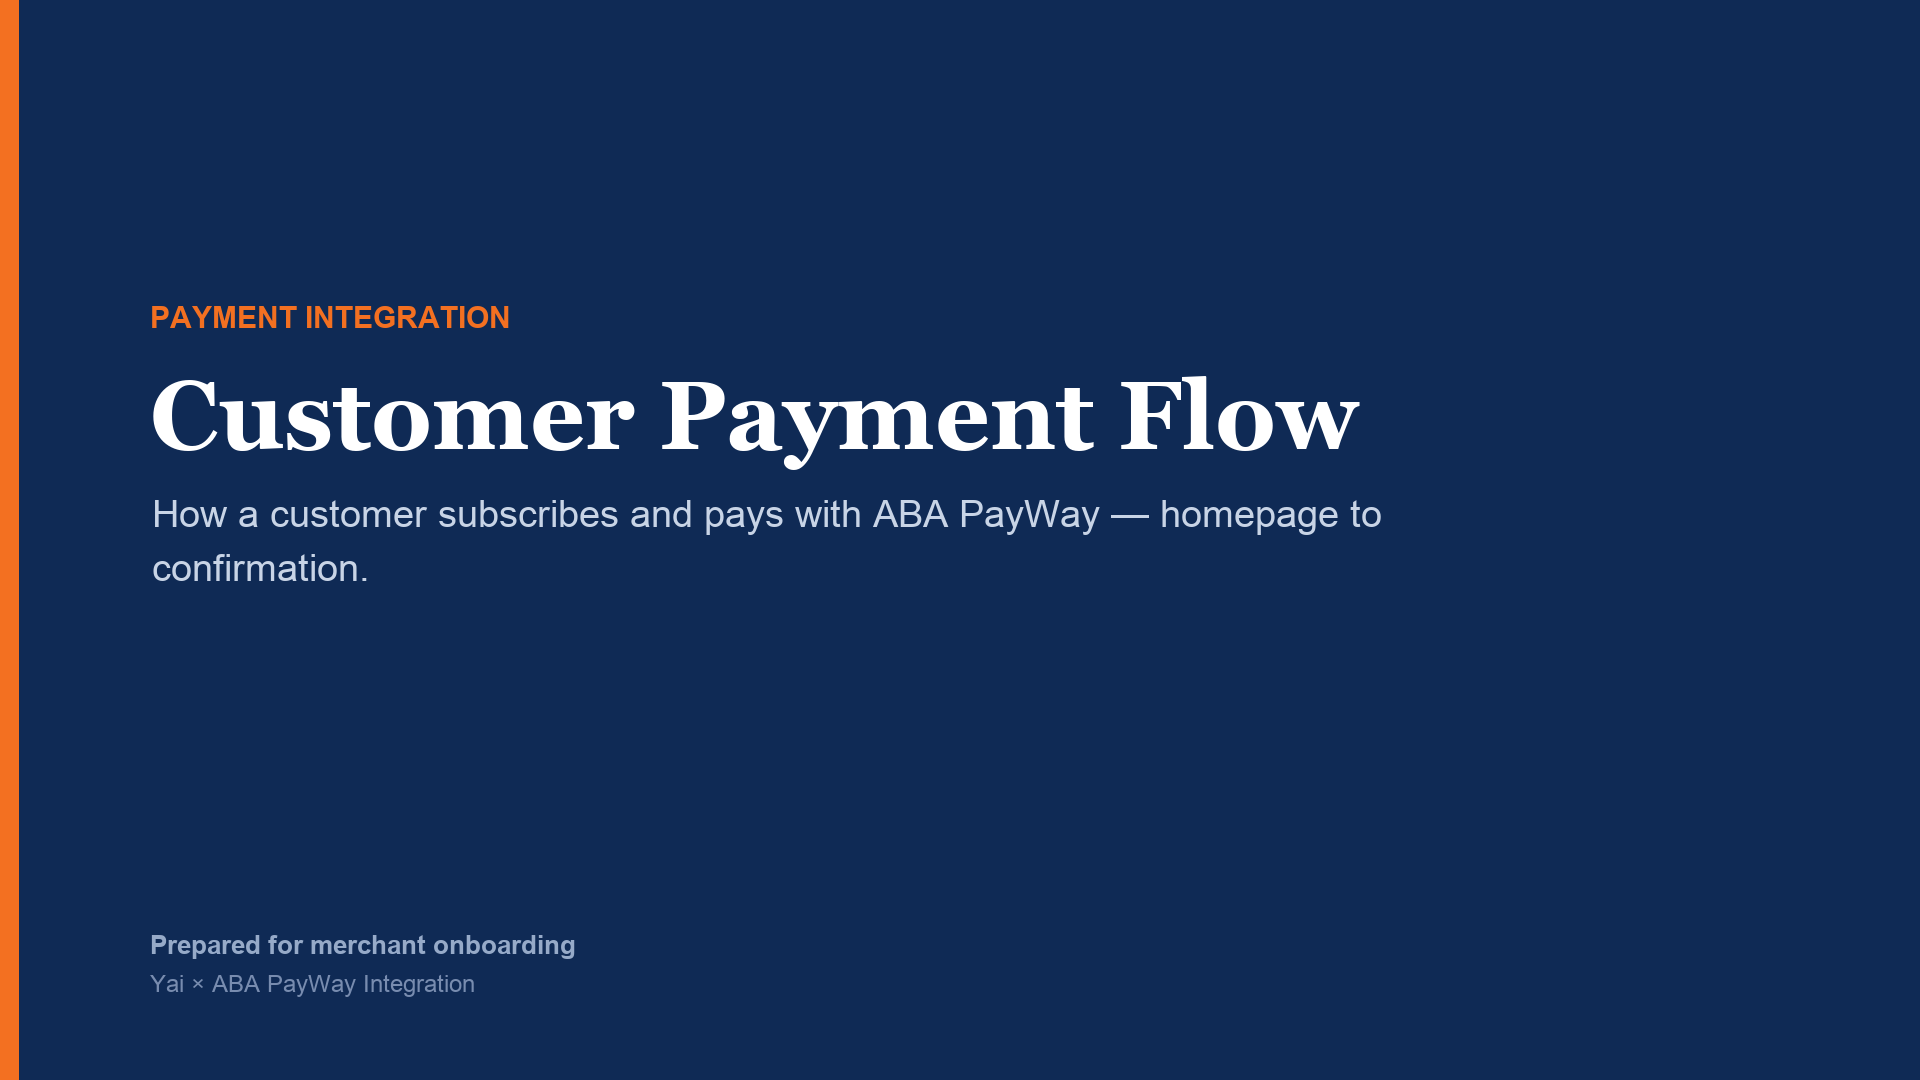 PAYMENT INTEGRATION
Customer Payment Flow
How a customer subscribes and pays with ABA PayWay — homepage to
confirmation.
Prepared for merchant onboarding
Yai × ABA PayWay Integration